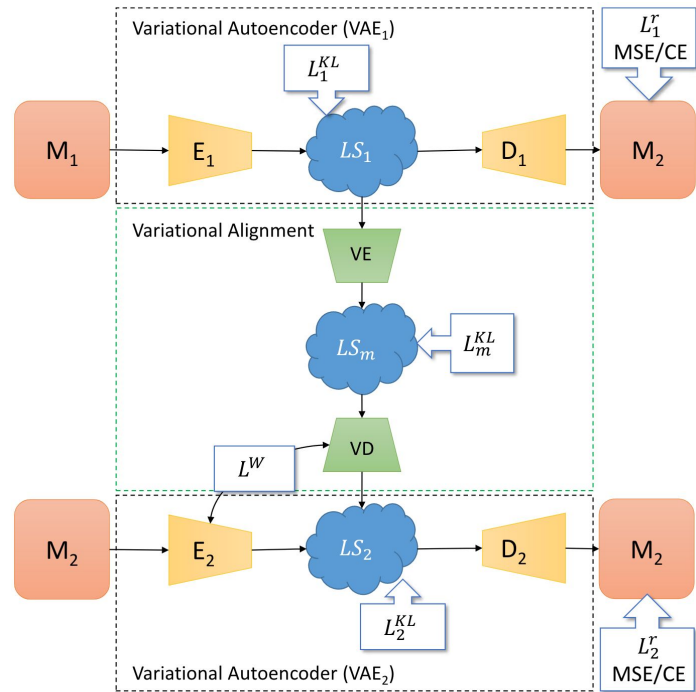 Variational Autoencoder (VAE₁)
L₁ʳ
MSE/CE
L₁ᴷᴸ
M₁
E₁
LS₁
D₁
M₂
Variational Alignment
VE
LSₘ
Lₘᴷᴸ
VD
Lᵂ
M₂
E₂
LS₂
D₂
M₂
L₂ᴷᴸ
L₂ʳ
MSE/CE
Variational Autoencoder (VAE₂)